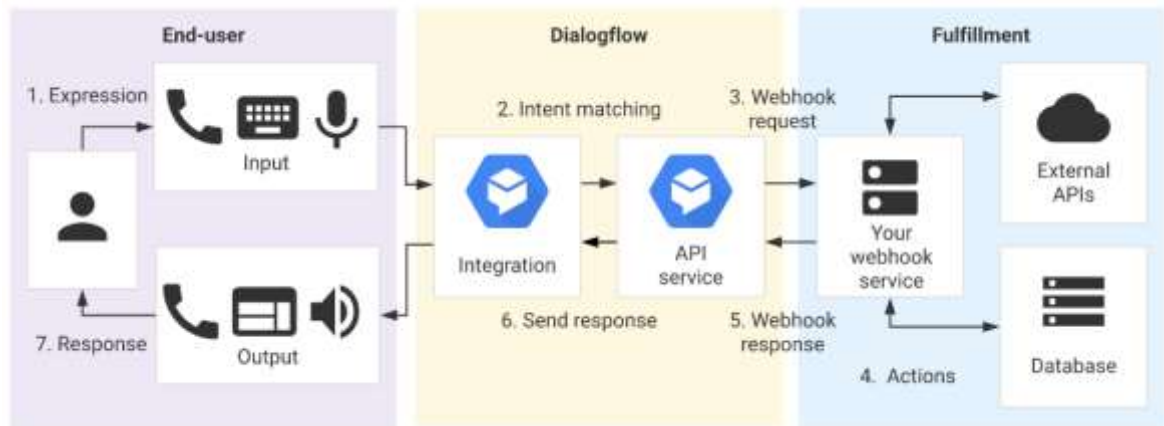 End-user
Dialogflow
Fulfillment
1. Expression
Input
2. Intent matching
3. Webhook
request
External
APIs
Integration
API
service
Your
webhook
service
7. Response
Output
6. Send response
5. Webhook
response
4. Actions
Database